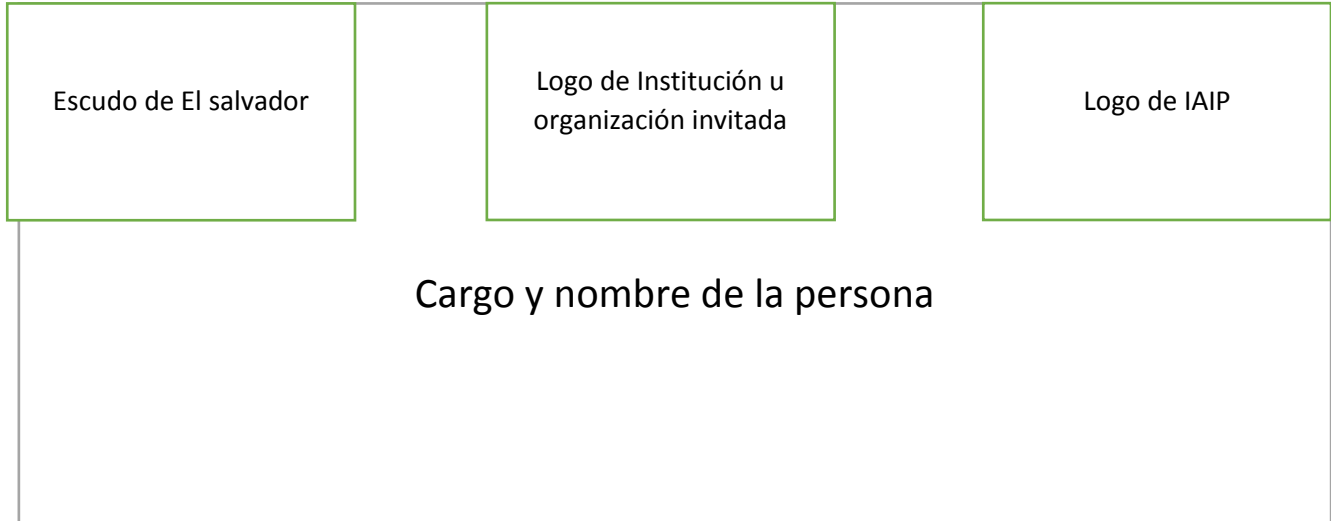 Escudo de El salvador
Logo de Institución u
organización invitada
Logo de IAIP
Cargo y nombre de la persona